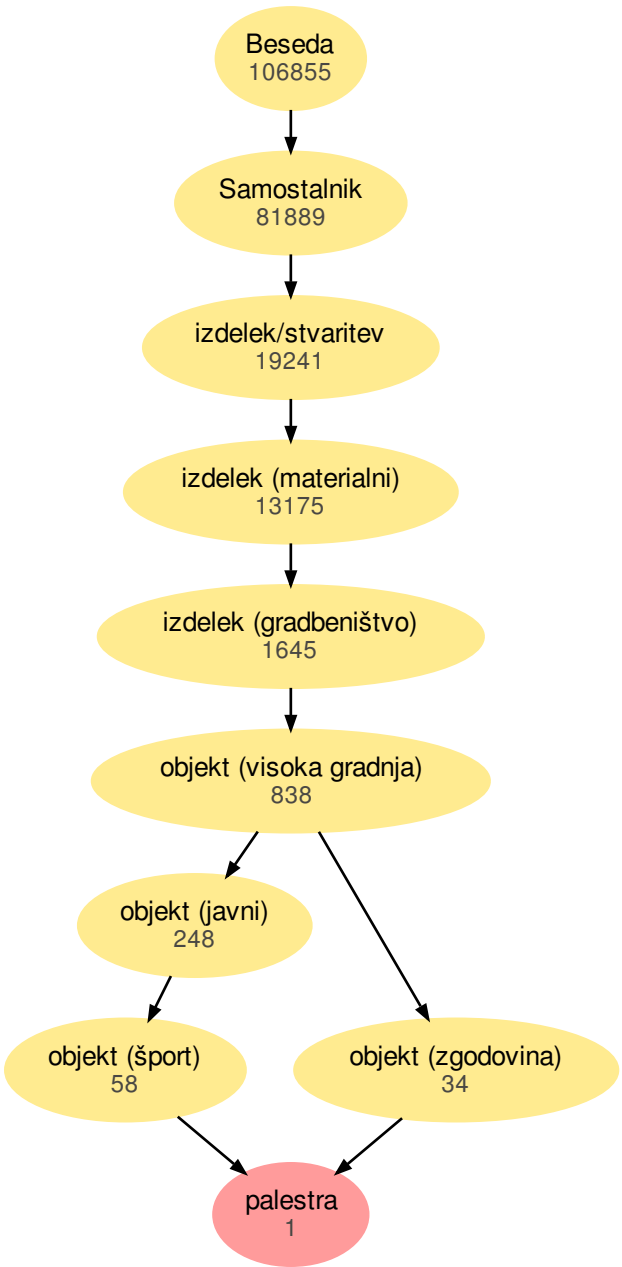 Beseda
106855
Samostalnik
81889
izdelek/stvaritev
19241
izdelek (materialni)
13175
izdelek (gradbeništvo)
1645
objekt (visoka gradnja)
838
objekt (javni)
248
objekt (šport)
58
objekt (zgodovina)
34
palestra
1